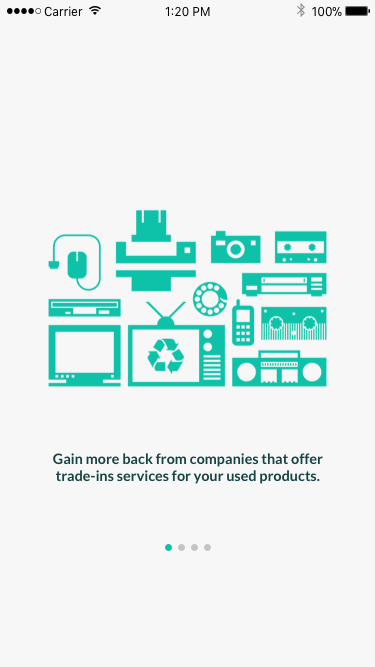 Carrier 1:20 PM 100%
Gain more back from companies that offer
trade-ins services for your used products.